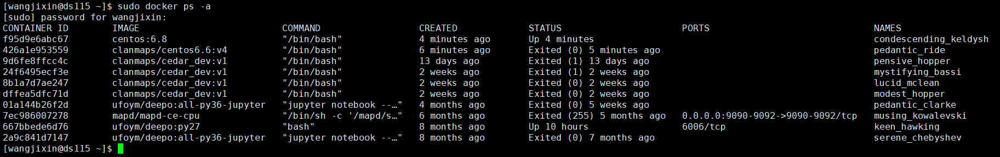 [wangjixin@ds115 ~]$ sudo docker ps -a
[sudo] password for wangjixin:
CONTAINER ID        IMAGE                         COMMAND                  CREATED             STATUS                      PORTS                              NAMES
f95d9e6abc67        centos:6.8                    "/bin/bash"              4 minutes ago       Up 4 minutes                                                   condescending_keldysh
426a1e953559        clanmaps/centos6.6:v4         "/bin/bash"              6 minutes ago       Exited (0) 5 minutes ago                                       pedantic_ride
9d6fe8ffcc4c        clanmaps/cedar_dev:v1         "/bin/bash"              13 days ago         Exited (1) 13 days ago                                         pensive_hopper
24f6495ecf3e        clanmaps/cedar_dev:v1         "/bin/bash"              2 weeks ago         Exited (1) 2 weeks ago                                         mystifying_bassi
8b1a7d7ae247        clanmaps/cedar_dev:v1         "/bin/bash"              2 weeks ago         Exited (0) 2 weeks ago                                         lucid_mclean
dffea5dfc71d        clanmaps/cedar_dev:v1         "/bin/bash"              2 weeks ago         Exited (0) 2 weeks ago                                         modest_hopper
01a144b26f2d        ufoym/deepo:all-py36-jupyter   "jupyter notebook --…"   4 months ago        Exited (0) 5 weeks ago                                         pedantic_clarke
7ec986007278        mapd/mapd-ce-cpu              "/bin/sh -c '/mapd/s…"   6 months ago        Exited (255) 5 months ago   0.0.0.0:9090-9092->9090-9092/tcp   musing_kowalevski
667bbede6d76        ufoym/deepo:py27              "bash"                   8 months ago        Up 10 hours                 6006/tcp                           keen_hawking
2a9c841d7147        ufoym/deepo:all-py36-jupyter   "jupyter notebook --…"   8 months ago        Exited (0) 7 months ago                                        serene_chebyshev
[wangjixin@ds115 ~]$